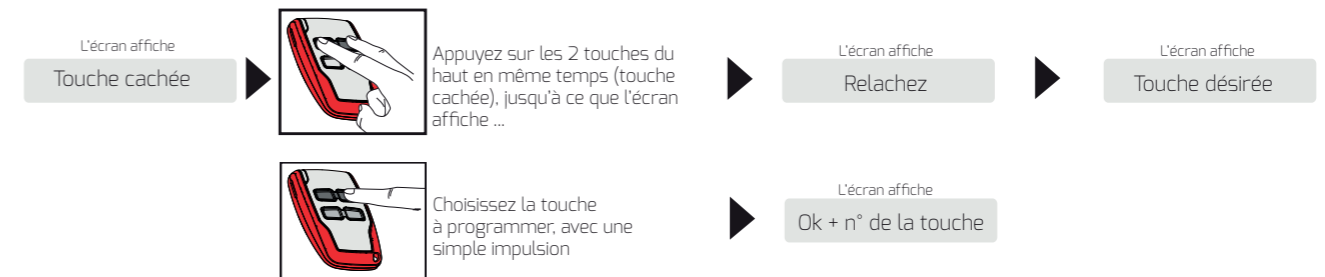 L'écran affiche
Touche cachée
Appuyez sur les 2 touches du
haut en même temps (touche
cachée), jusqu'à ce que l'écran
affiche ...
L'écran affiche
Relachez
L'écran affiche
Touche désirée
Choisissez la touche
à programmer, avec une
simple impulsion
L'écran affiche
Ok + n° de la touche